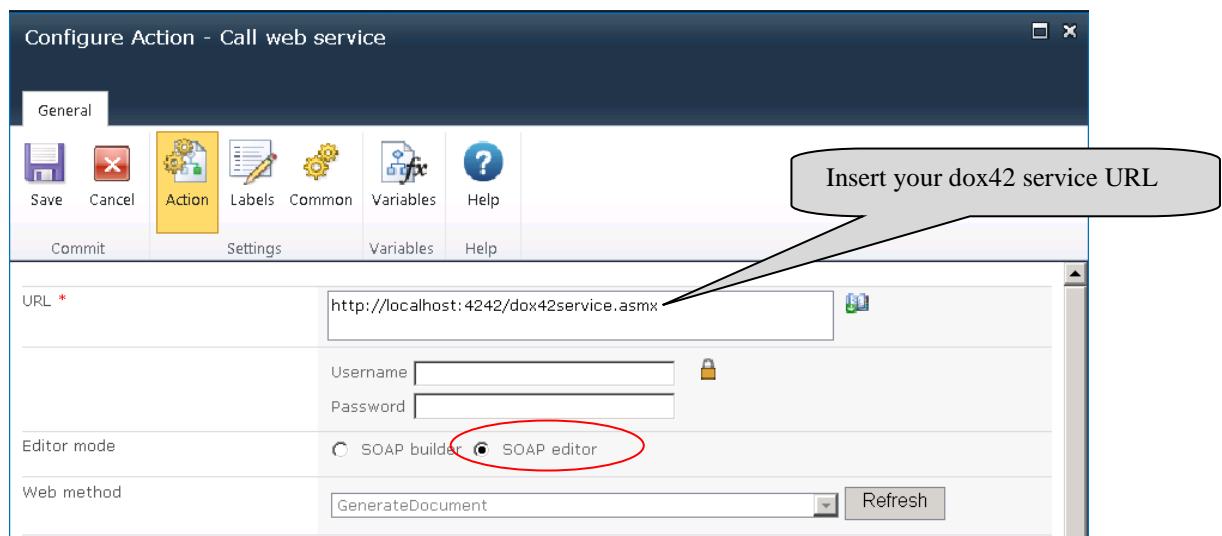 Configure Action - Call web service
General
Save Cancel Action Labels Common Variables Help
Commit Settings Variables Help
Insert your dox42 service URL
URL *
http://localhost:4242/dox42service.asmx
Username
Password
Editor mode
SOAP builder SOAP editor
Web method
GenerateDocument
Refresh